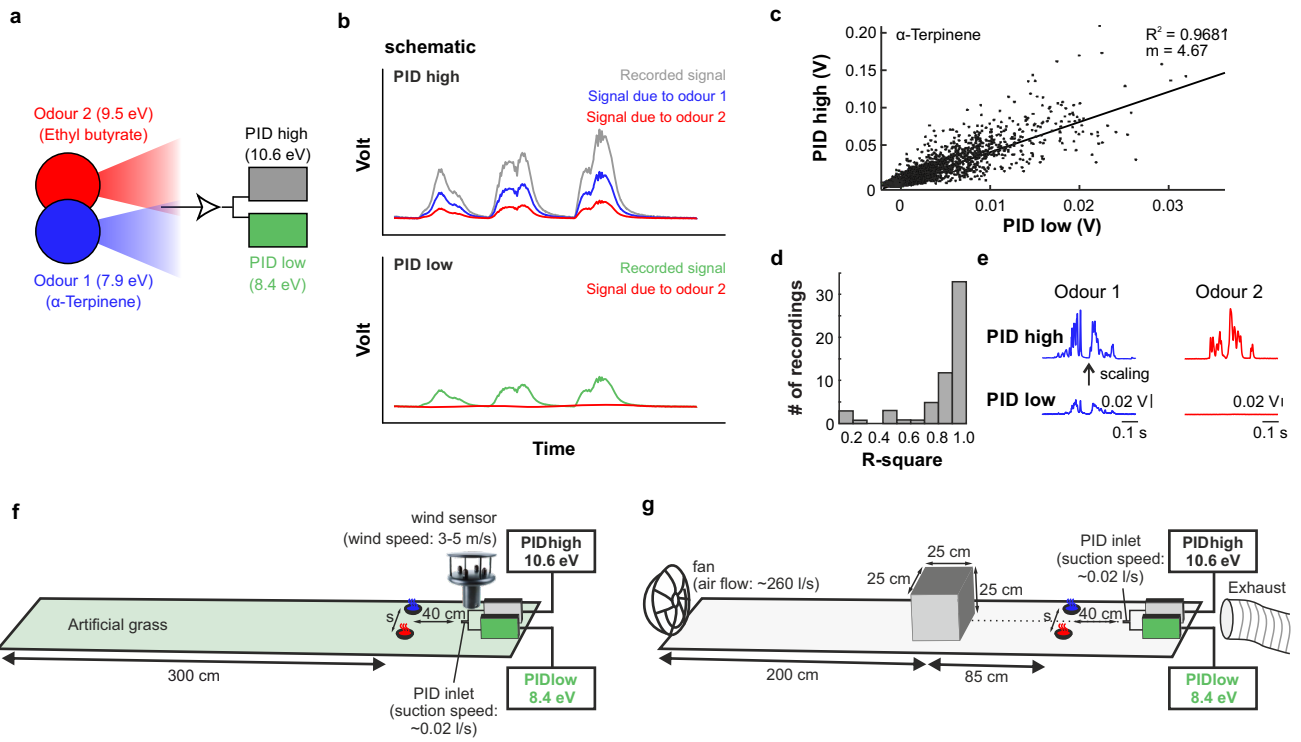 a
Odour 2 (9.5 eV)
(Ethyl butyrate)
PID high
(10.6 eV)
PID low
(8.4 eV)
Odour 1 (7.9 eV)
(α-Terpinene)
b
schematic
PID high
Recorded signal
Signal due to odour 1
Signal due to odour 2
Volt
PID low
Recorded signal
Signal due to odour 2
Volt
Time
c
α-Terpinene
R² = 0.9681
m = 4.67
PID high (V)
0.20
0.15
0.10
0.05
0
0 0.01 0.02 0.03
PID low (V)
d
# of recordings
30
10
0
0.2 0.4 0.6 0.8 1.0
R-square
e
Odour 1 Odour 2
PID high
scaling
PID low
0.02 V 0.02 V
0.1 s 0.1 s
f
wind sensor
(wind speed: 3-5 m/s)
PIDhigh
10.6 eV
s
40 cm
Artificial grass
300 cm
PID inlet
(suction speed:
~0.02 l/s)
PIDlow
8.4 eV
g
fan
(air flow: ~260 l/s)
25 cm
25 cm
25 cm
PID inlet
(suction speed:
~0.02 l/s)
PIDhigh
10.6 eV
Exhaust
s
40 cm
200 cm
85 cm
PIDlow
8.4 eV